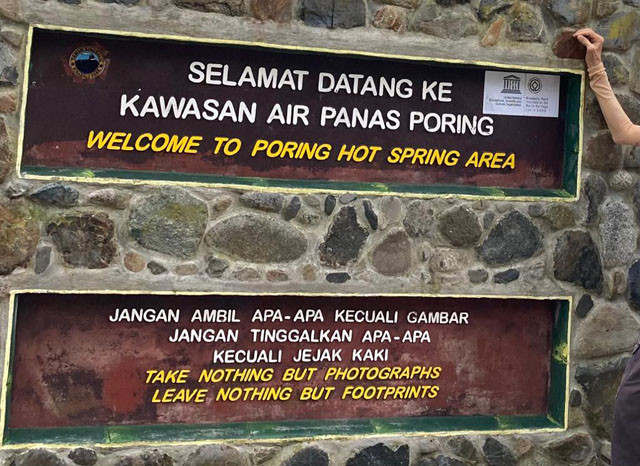 SELAMAT DATANG KE
KAWASAN AIR PANAS PORING
WELCOME TO PORING HOT SPRING AREA
JANGAN AMBIL APA-APA KECUALI GAMBAR
JANGAN TINGGALKAN APA-APA
KECUALI JEJAK KAKI
TAKE NOTHING BUT PHOTOGRAPHS
LEAVE NOTHING BUT FOOTPRINTS